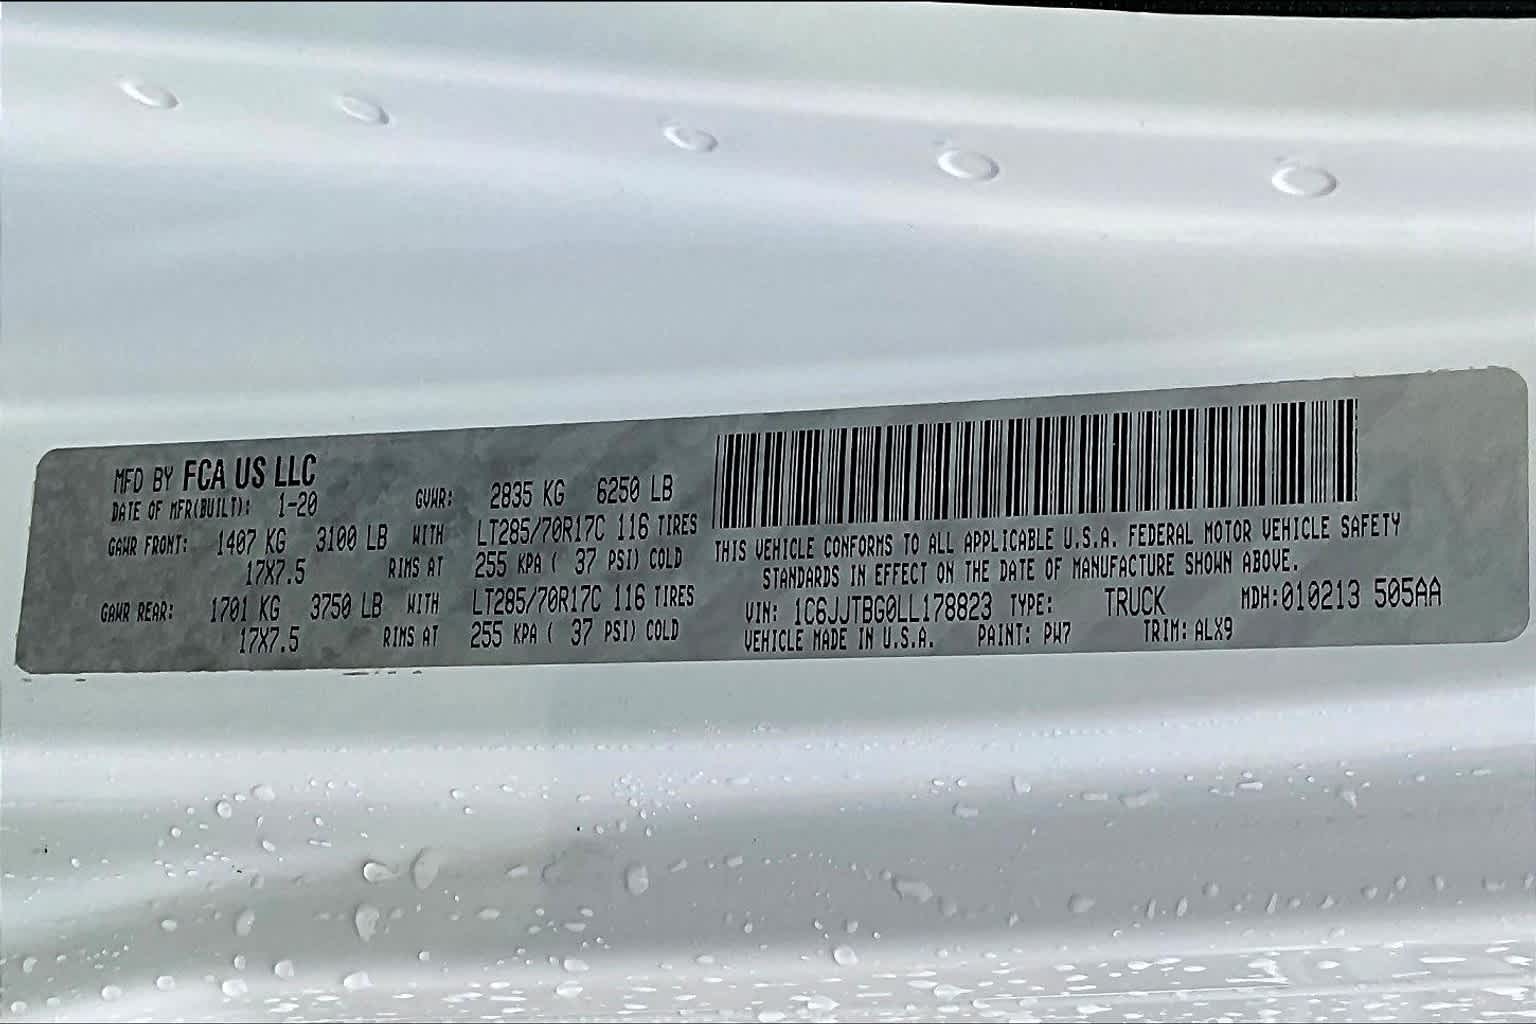 MFD BY FCA US LLC
DATE OF MFR(BUILT): 1-20 GVWR: 2835 KG 6250 LB
GAWR FRONT: 1407 KG 3100 LB WITH LT285/70R17C 116 TIRES
17X7.5 RIMS AT 255 KPA ( 37 PSI) COLD
GAWR REAR: 1701 KG 3750 LB WITH LT285/70R17C 116 TIRES
17X7.5 RIMS AT 255 KPA ( 37 PSI) COLD
THIS VEHICLE CONFORMS TO ALL APPLICABLE U.S.A. FEDERAL MOTOR VEHICLE SAFETY
STANDARDS IN EFFECT ON THE DATE OF MANUFACTURE SHOWN ABOVE.
VIN: 1C6JJTBG0LL178823 TYPE: TRUCK MDH:010213 505AA
VEHICLE MADE IN U.S.A. PAINT: PW7 TRIM: ALX9